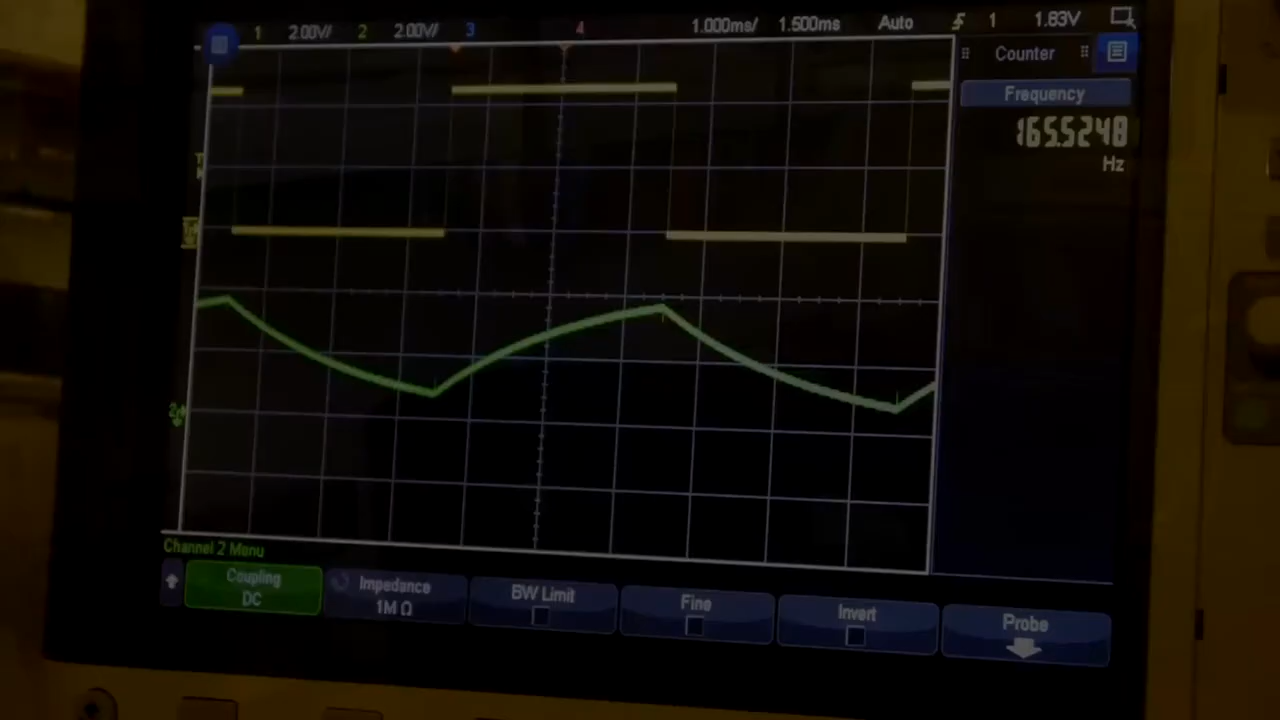 1 2.00V/ 2 2.00V/ 3 4 1.000ms/ 1.500ms Auto 1 1.83V
Counter
Frequency
165.5248
Hz
Channel 2 Menu
Coupling
DC
Impedance
1M Ω
BW Limit
Fine
Invert
Probe